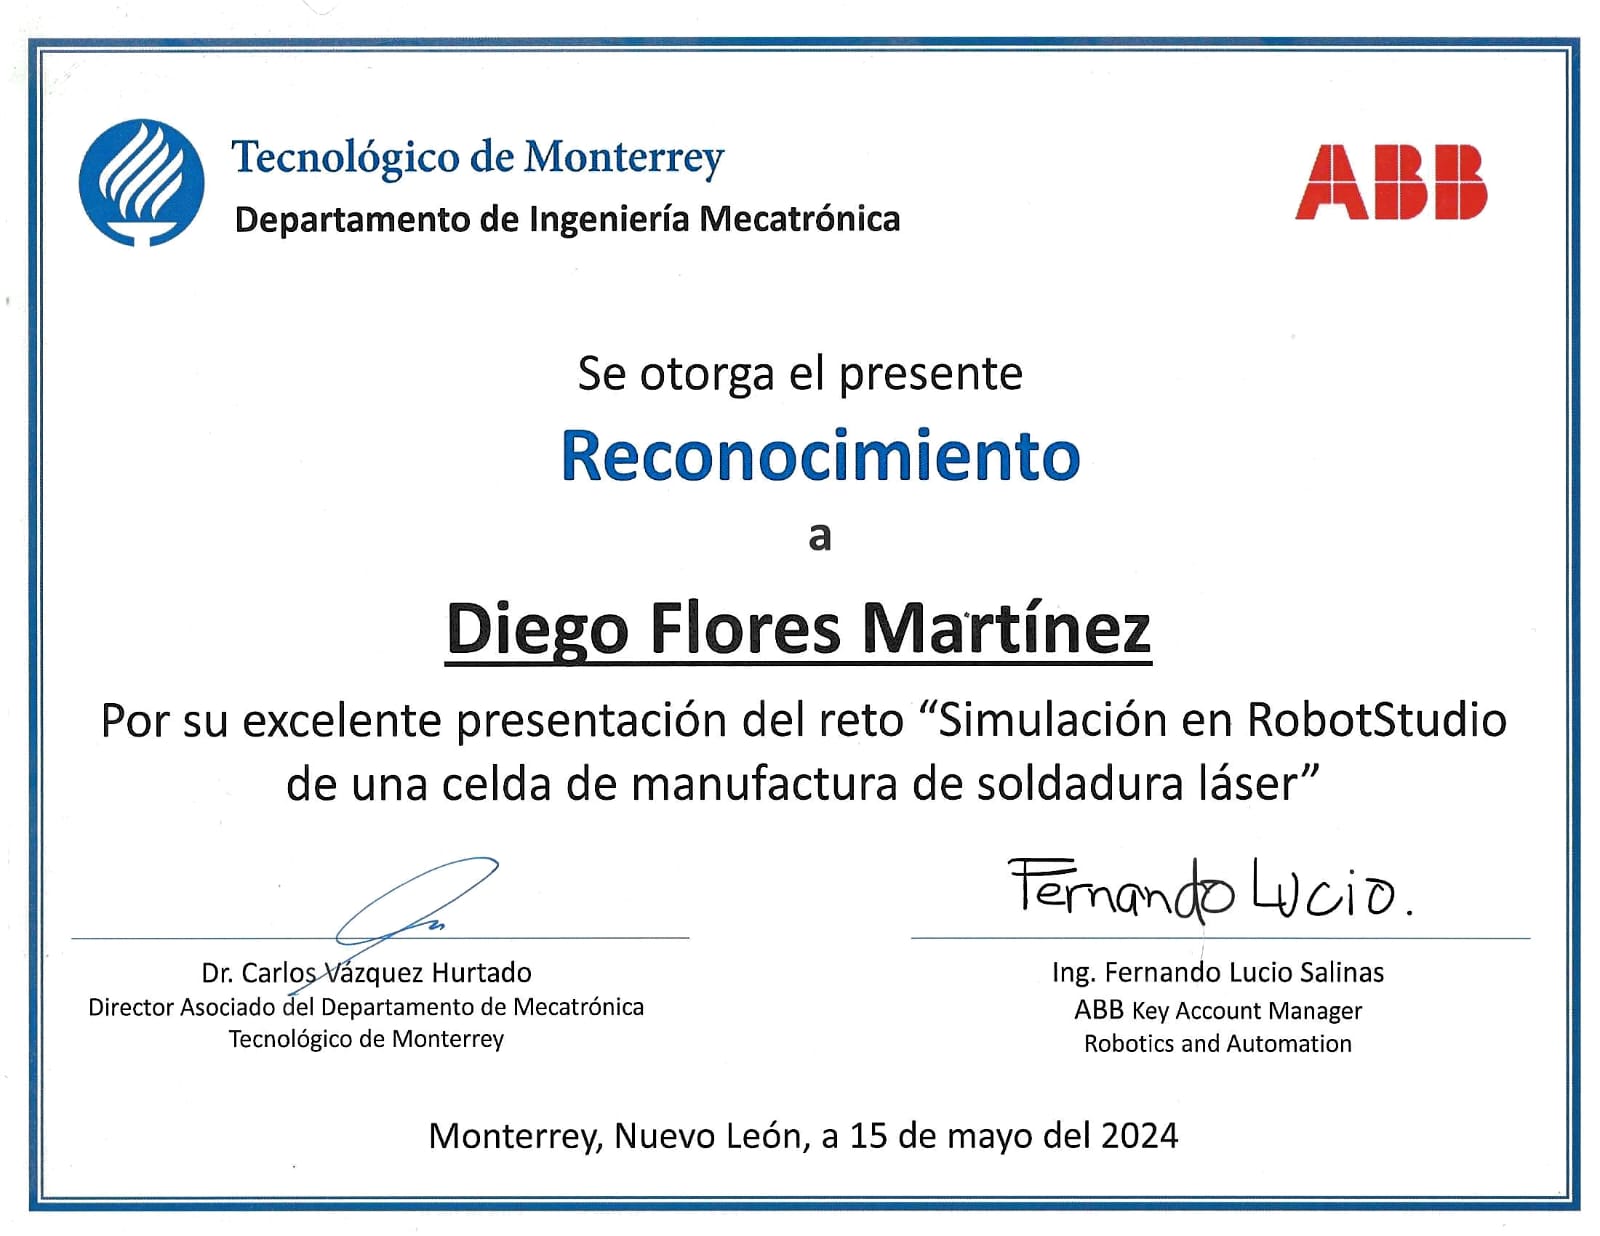 Tecnológico de Monterrey
Departamento de Ingeniería Mecatrónica
ABB
Se otorga el presente
Reconocimiento
a
Diego Flores Martínez
Por su excelente presentación del reto “Simulación en RobotStudio
de una celda de manufactura de soldadura láser”
Fernando Lucio.
Dr. Carlos Vázquez Hurtado
Director Asociado del Departamento de Mecatrónica
Tecnológico de Monterrey
Ing. Fernando Lucio Salinas
ABB Key Account Manager
Robotics and Automation
Monterrey, Nuevo León, a 15 de mayo del 2024